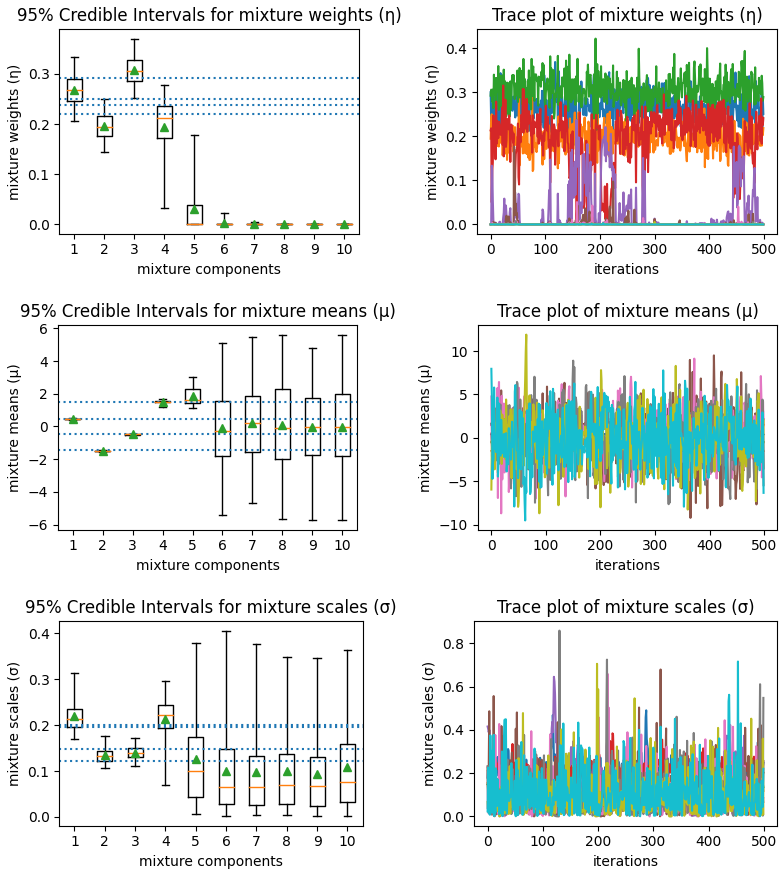 95% Credible Intervals for mixture weights (η)
mixture weights (η)
0.3
0.2
0.1
0.0
1 2 3 4 5 6 7 8 9 10
mixture components
Trace plot of mixture weights (η)
mixture weights (η)
0.4
0.3
0.2
0.1
0.0
0 100 200 300 400 500
iterations
95% Credible Intervals for mixture means (μ)
mixture means (μ)
6
4
2
0
−2
−4
−6
1 2 3 4 5 6 7 8 9 10
mixture components
Trace plot of mixture means (μ)
mixture means (μ)
10
5
0
−5
−10
0 100 200 300 400 500
iterations
95% Credible Intervals for mixture scales (σ)
mixture scales (σ)
0.4
0.3
0.2
0.1
0.0
1 2 3 4 5 6 7 8 9 10
mixture components
Trace plot of mixture scales (σ)
mixture scales (σ)
0.8
0.6
0.4
0.2
0.0
0 100 200 300 400 500
iterations